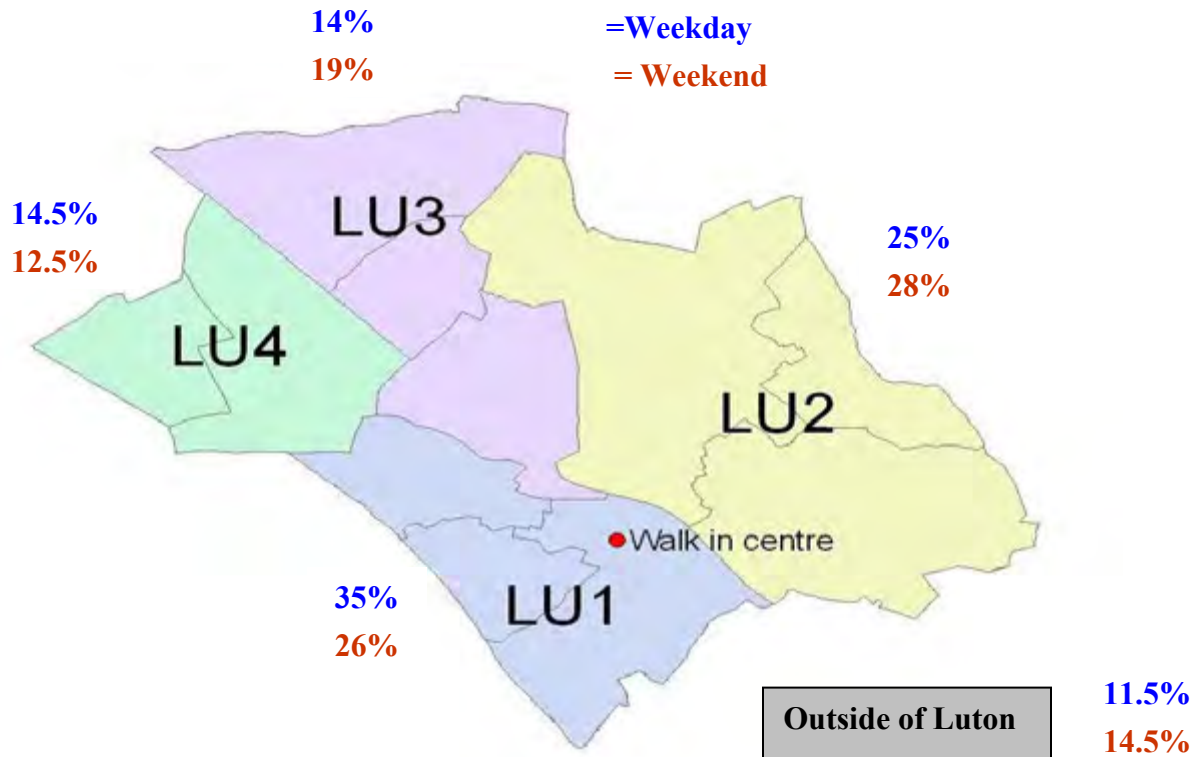 14% =Weekday
19% = Weekend
14.5%
12.5%
LU3
25%
28%
LU4
LU2
Walk in centre
35%
26%
LU1
Outside of Luton
11.5%
14.5%